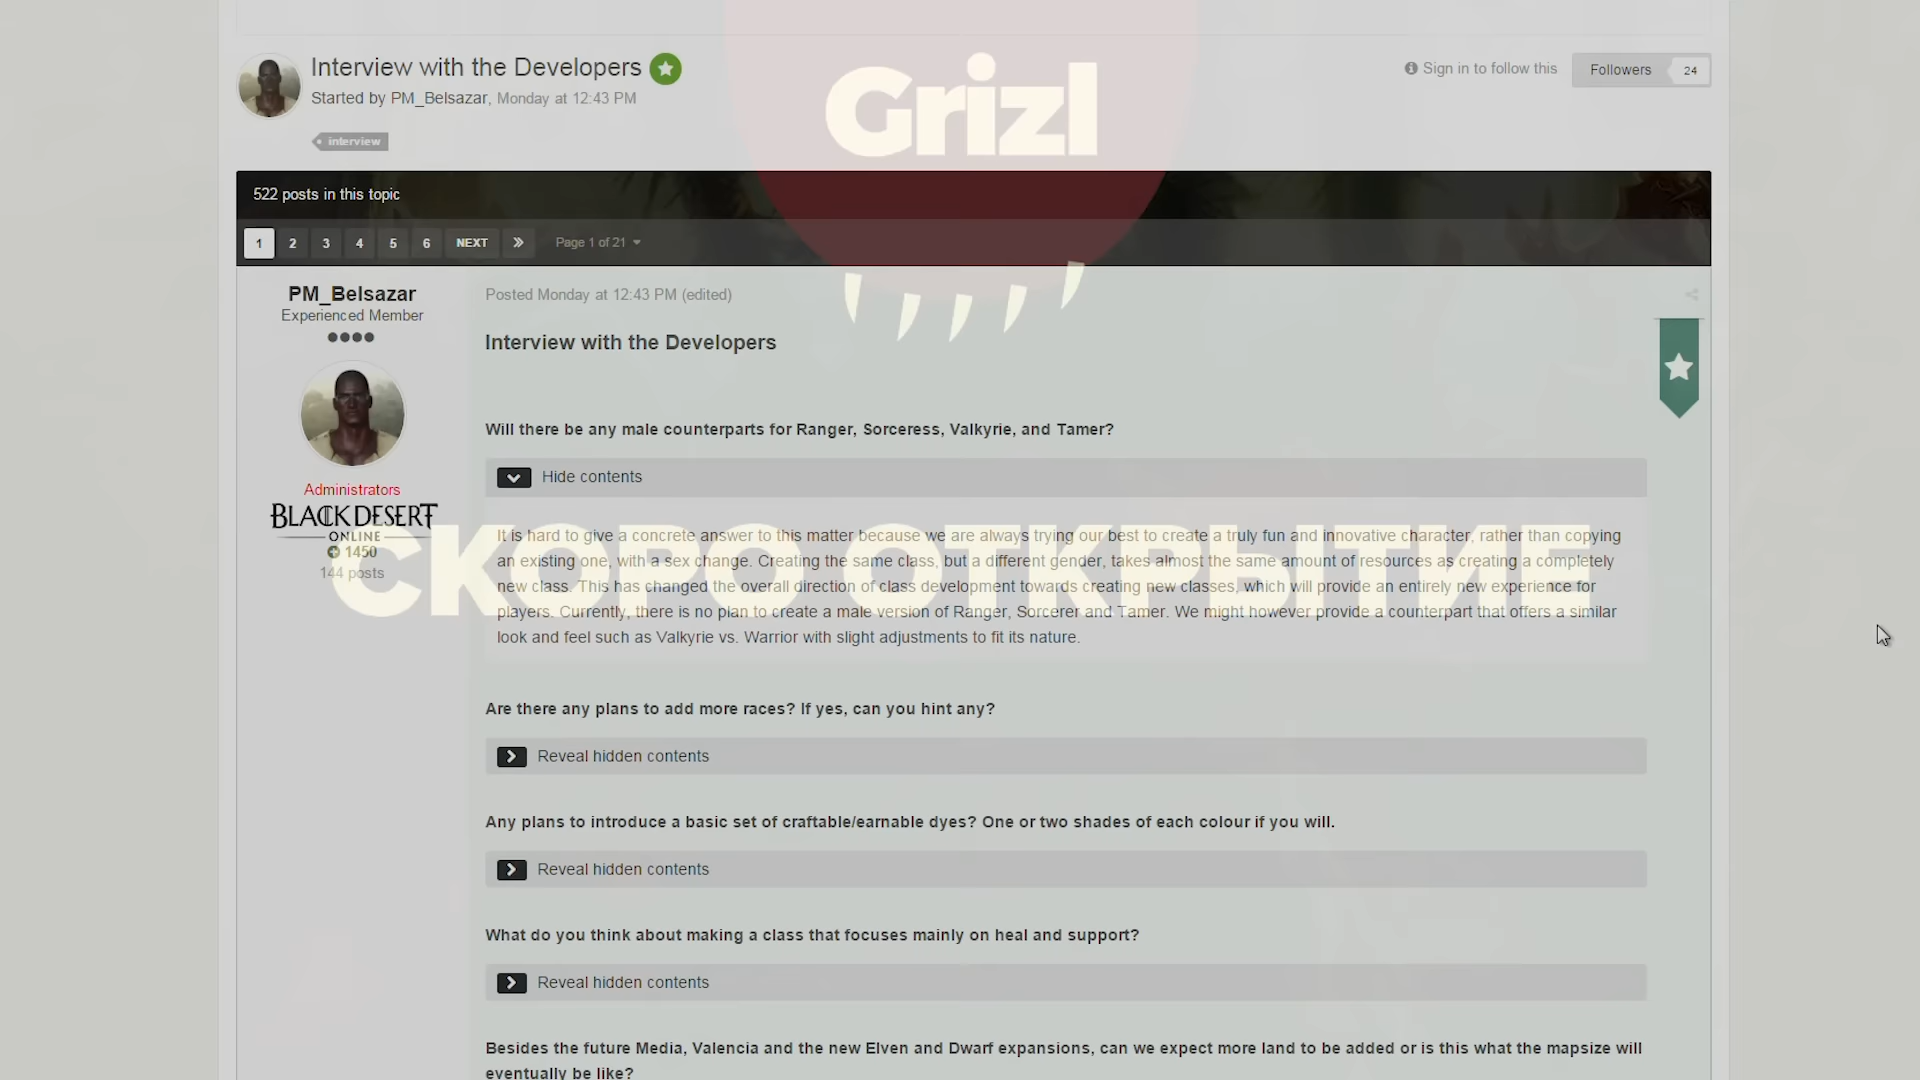 Grizl
Interview with the Developers
Started by PM_Belsazar, Monday at 12:43 PM
Sign in to follow this
Followers 24
interview
522 posts in this topic
1 2 3 4 5 6 NEXT » Page 1 of 21
PM_Belsazar
Experienced Member
Administrators
BLACK DESERT
ONLINE
1450
144 posts
Posted Monday at 12:43 PM (edited)
Interview with the Developers
Will there be any male counterparts for Ranger, Sorceress, Valkyrie, and Tamer?
Hide contents
СКОРО ОТКРЫТИЕ
It is hard to give a concrete answer to this matter because we are always trying our best to create a truly fun and innovative character, rather than copying
an existing one, with a sex change. Creating the same class, but a different gender, takes almost the same amount of resources as creating a completely
new class. This has changed the overall direction of class development towards creating new classes, which will provide an entirely new experience for
players. Currently, there is no plan to create a male version of Ranger, Sorcerer and Tamer. We might however provide a counterpart that offers a similar
look and feel such as Valkyrie vs. Warrior with slight adjustments to fit its nature.
Are there any plans to add more races? If yes, can you hint any?
Reveal hidden contents
Any plans to introduce a basic set of craftable/earnable dyes? One or two shades of each colour if you will.
Reveal hidden contents
What do you think about making a class that focuses mainly on heal and support?
Reveal hidden contents
Besides the future Media, Valencia and the new Elven and Dwarf expansions, can we expect more land to be added or is this what the mapsize will
eventually be like?